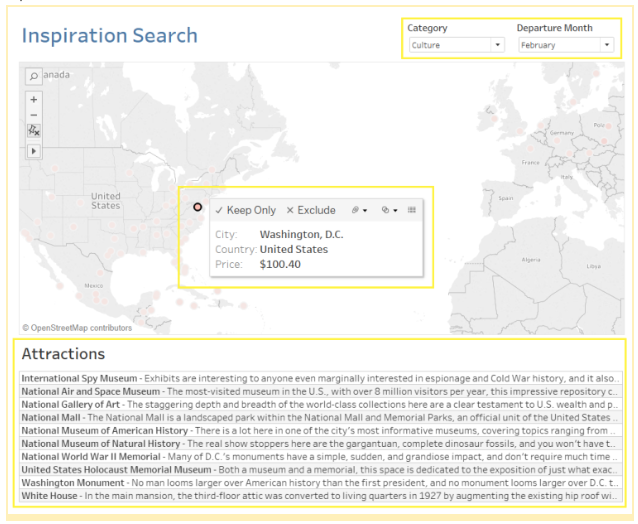 Inspiration Search
Category
Departure Month
Culture
February
anada
United
States
Mexico
Germany
Polo
France
Italy
Spain
Algeria
Libya
Keep Only
Exclude
City: Washington, D.C.
Country: United States
Price: $100.40
© OpenStreetMap contributors
Attractions
International Spy Museum - Exhibits are interesting to anyone even marginally interested in espionage and Cold War history, and it also..
National Air and Space Museum - The most-visited museum in the U.S., with over 8 million visitors per year, this impressive repository c..
National Gallery of Art - The staggering depth and breadth of the world-class collections here are a clear testament to U.S. wealth and p..
National Mall - The National Mall is a landscaped park within the National Mall and Memorial Parks, an official unit of the United States ..
National Museum of American History - There is a lot here in one of the city's most informative museums, covering topics ranging from ..
National Museum of Natural History - The real show stoppers here are the gargantuan, complete dinosaur fossils, and you won't have t..
National World War II Memorial - Many of D.C.'s monuments have a simple, sudden, and grandiose impact, and don't require much time ..
United States Holocaust Memorial Museum - Both a museum and a memorial, this space is dedicated to the exposition of just what exac..
Washington Monument - No man looms larger over American history than the first president, and no monument looms larger over D.C. t..
White House - In the main mansion, the third-floor attic was converted to living quarters in 1927 by augmenting the existing hip roof wi..